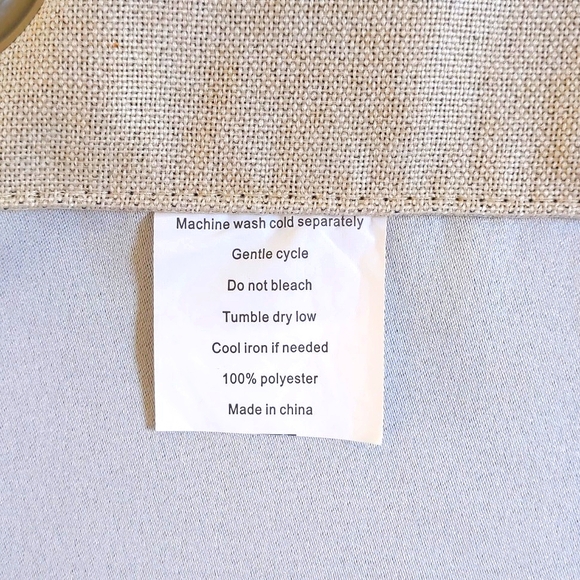 Machine wash cold separately
Gentle cycle
Do not bleach
Tumble dry low
Cool iron if needed
100% polyester
Made in china